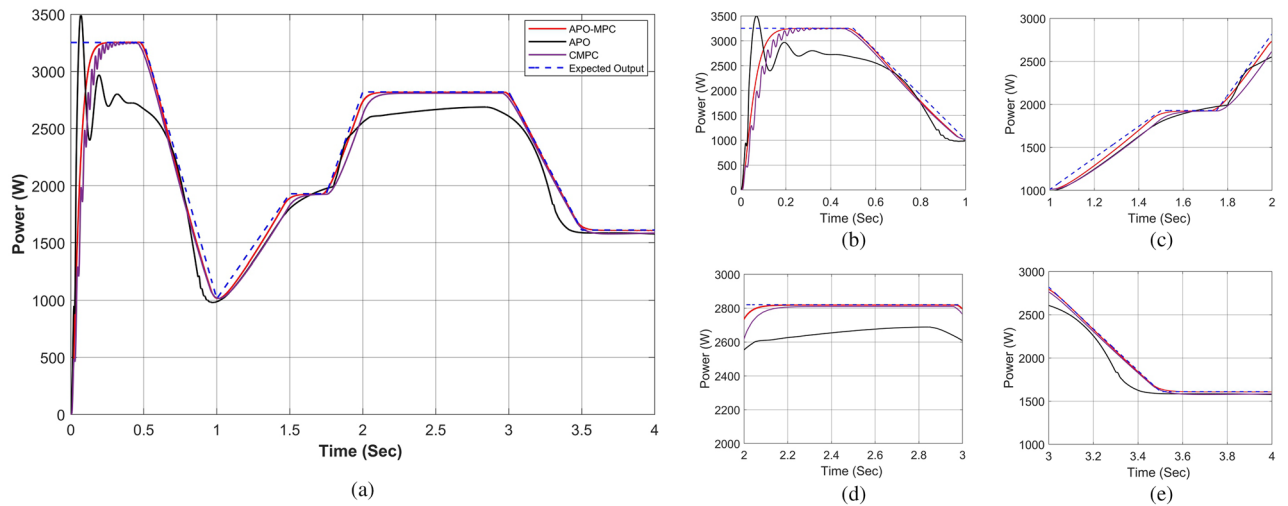 3500
3000
2500
2000
1500
1000
500
0
Power (W)
0 0.5 1 1.5 2 2.5 3 3.5 4
Time (Sec)
APO-MPC
APO
CMPC
Expected Output
(a)
3500
3000
2500
2000
1500
1000
500
0
Power (W)
0 0.2 0.4 0.6 0.8 1
Time (Sec)
(b)
3000
2500
2000
1500
1000
Power (W)
1 1.2 1.4 1.6 1.8 2
Time (Sec)
(c)
3000
2800
2600
2400
2200
2000
Power (W)
2 2.2 2.4 2.6 2.8 3
Time (Sec)
(d)
3000
2500
2000
1500
1000
Power (W)
3 3.2 3.4 3.6 3.8 4
Time (Sec)
(e)